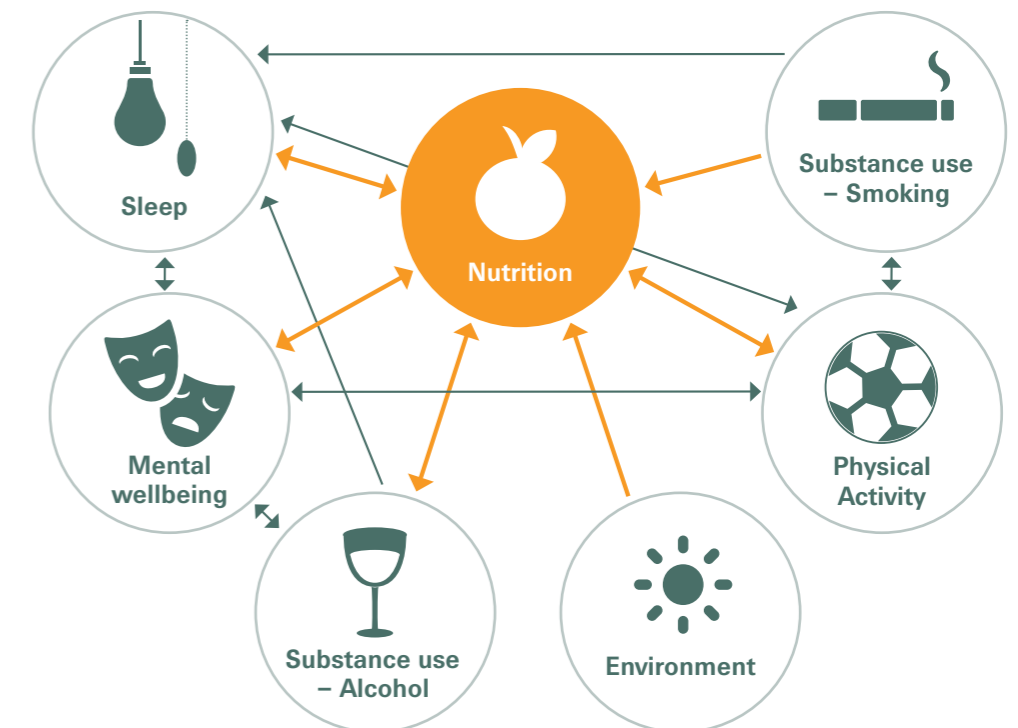 Sleep
Nutrition
Substance use
– Smoking
Mental
wellbeing
Physical
Activity
Substance use
– Alcohol
Environment